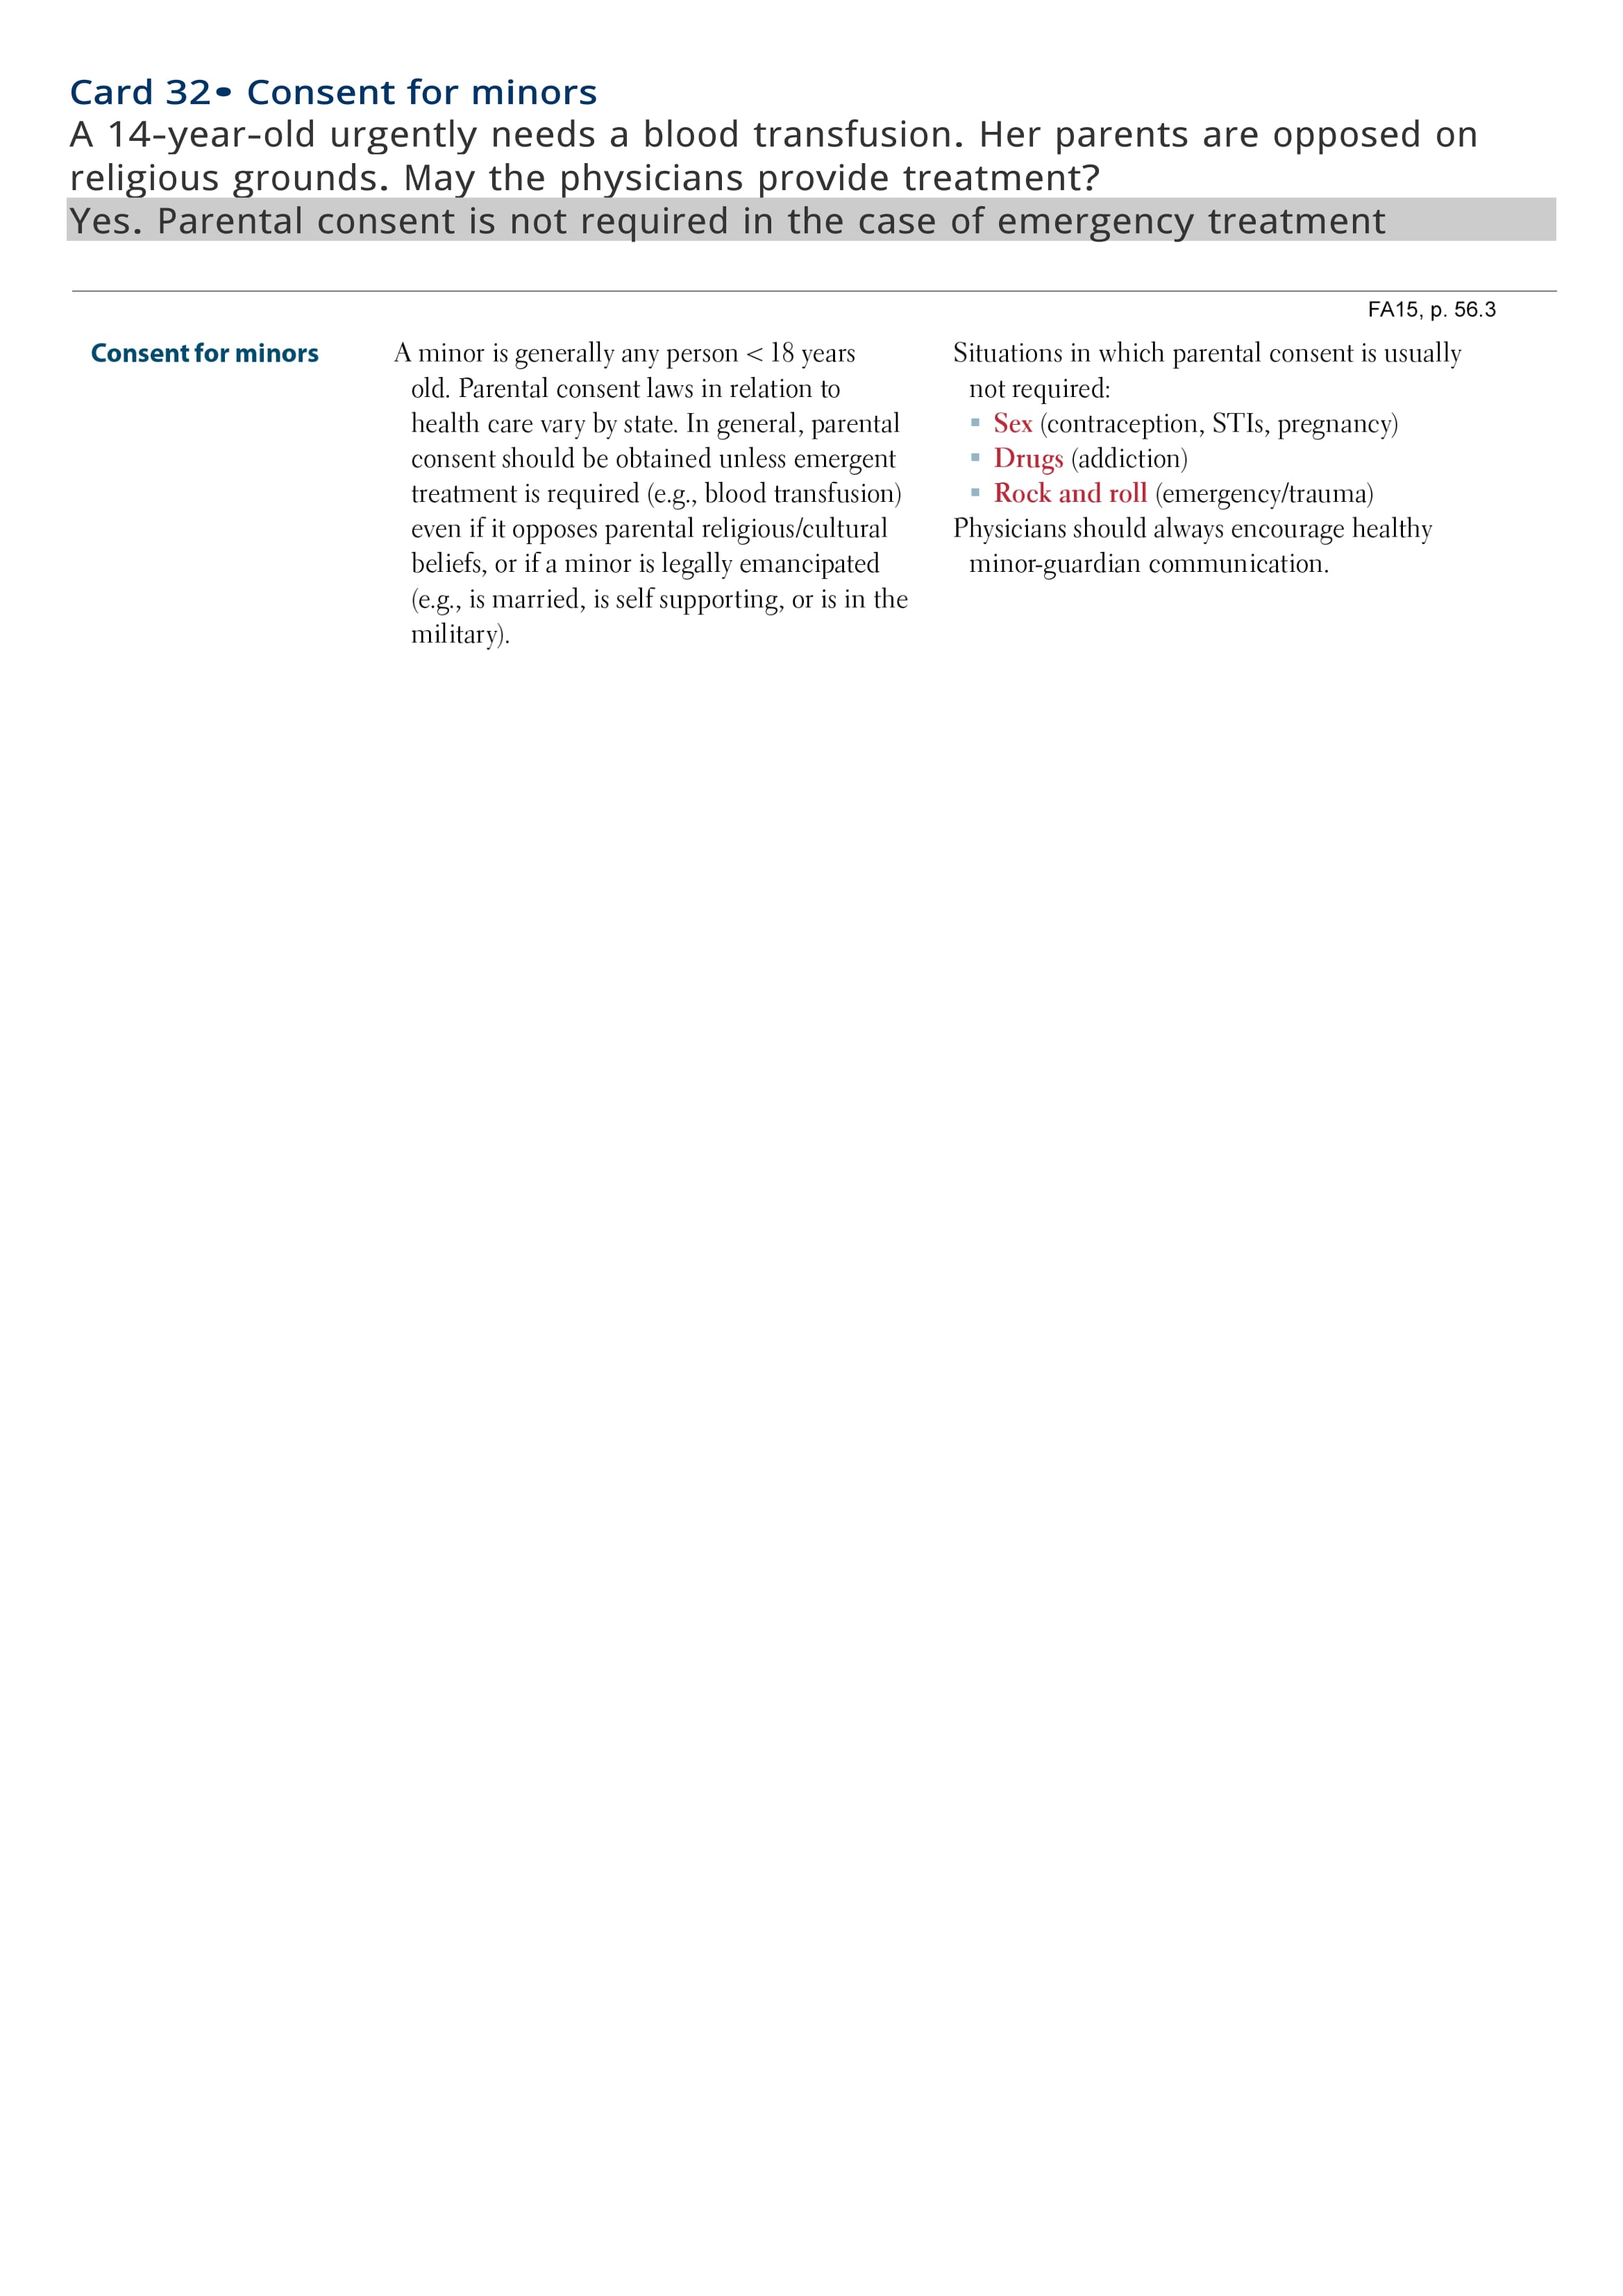 Card 32• Consent for minors
A 14-year-old urgently needs a blood transfusion. Her parents are opposed on
religious grounds. May the physicians provide treatment?
Yes. Parental consent is not required in the case of emergency treatment
FA15, p. 56.3
Consent for minors
A minor is generally any person < 18 years
old. Parental consent laws in relation to
health care vary by state. In general, parental
consent should be obtained unless emergent
treatment is required (e.g., blood transfusion)
even if it opposes parental religious/cultural
beliefs, or if a minor is legally emancipated
(e.g., is married, is self supporting, or is in the
military).
Situations in which parental consent is usually
not required:
▪ Sex (contraception, STIs, pregnancy)
▪ Drugs (addiction)
▪ Rock and roll (emergency/trauma)
Physicians should always encourage healthy
minor-guardian communication.